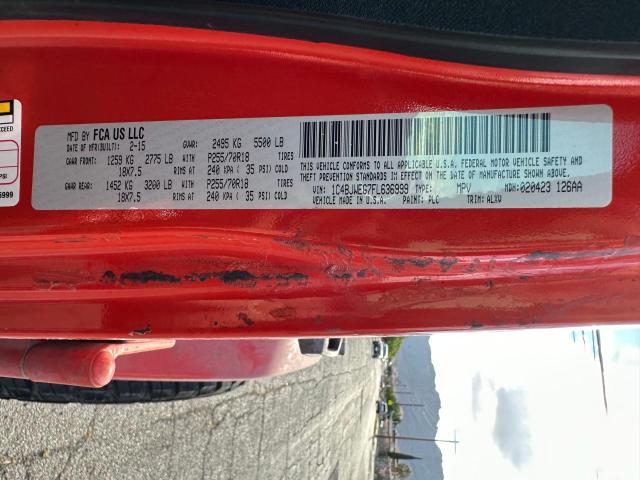 MFD BY FCA US LLC
DATE OF MFR(BUILT): 2-15 GVWR: 2495 KG 5500 LB
GAWR FRONT: 1259 KG 2775 LB WITH P255/70R18 TIRES
18X7.5 RIMS AT 240 KPA ( 35 PSI) COLD
GAWR REAR: 1452 KG 3200 LB WITH P255/70R18 TIRES
18X7.5 RIMS AT 240 KPA ( 35 PSI) COLD
THIS VEHICLE CONFORMS TO ALL APPLICABLE U.S.A. FEDERAL MOTOR VEHICLE SAFETY
AND THEFT PREVENTION STANDARDS IN EFFECT ON THE DATE OF MANUFACTURE SHOWN ABOVE
VIN: 1C4BJWEG7FL636999 TYPE: MPV MDH: 020423 126AA
VEHICLE MADE IN U.S.A. PAINT: PLC TRIM: ALXV
XCEED
PSI
6999